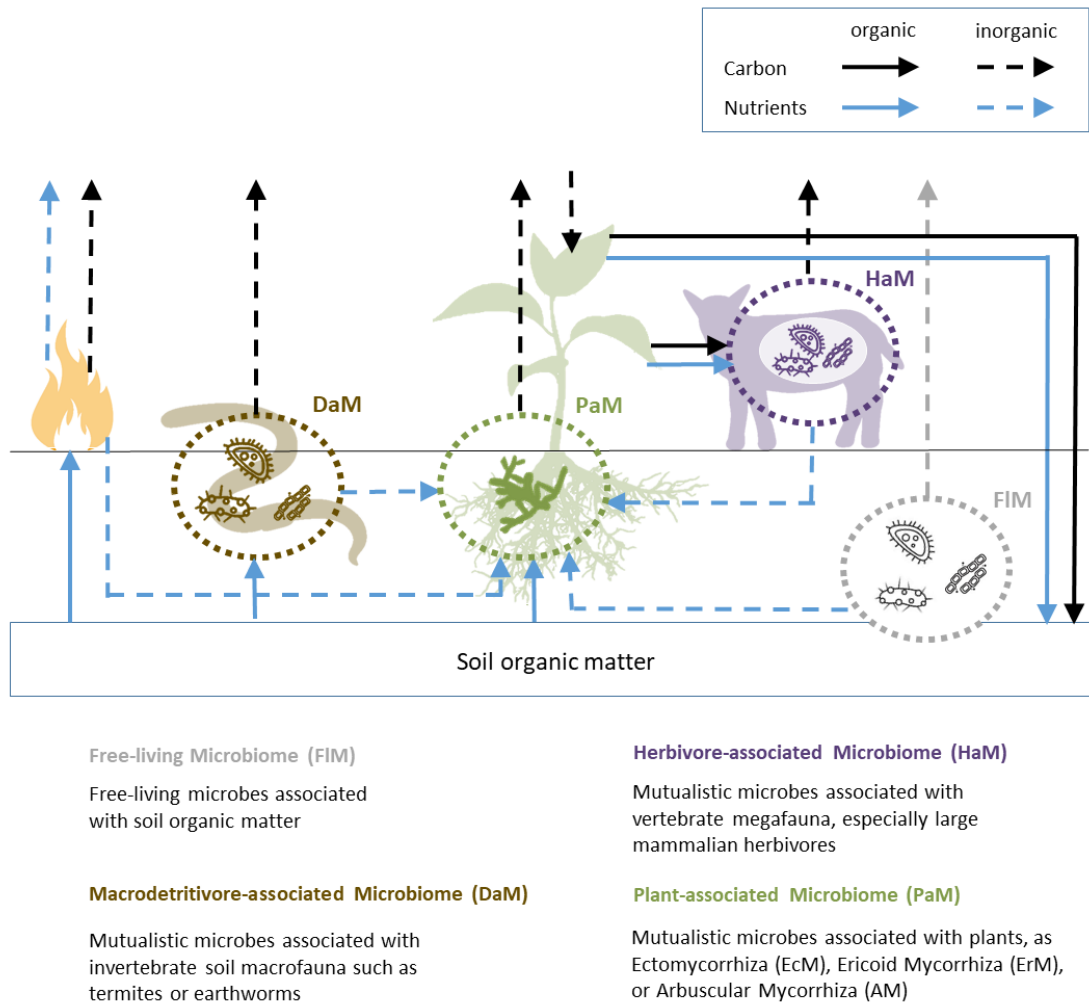 organic inorganic
Carbon
Nutrients
HaM
DaM
PaM
FlM
Soil organic matter
Free-living Microbiome (FlM)
Free-living microbes associated
with soil organic matter
Herbivore-associated Microbiome (HaM)
Mutualistic microbes associated with
vertebrate megafauna, especially large
mammalian herbivores
Macrodetritivore-associated Microbiome (DaM)
Mutualistic microbes associated with
invertebrate soil macrofauna such as
termites or earthworms
Plant-associated Microbiome (PaM)
Mutualistic microbes associated with plants, as
Ectomycorrhiza (EcM), Ericoid Mycorrhiza (ErM),
or Arbuscular Mycorrhiza (AM)